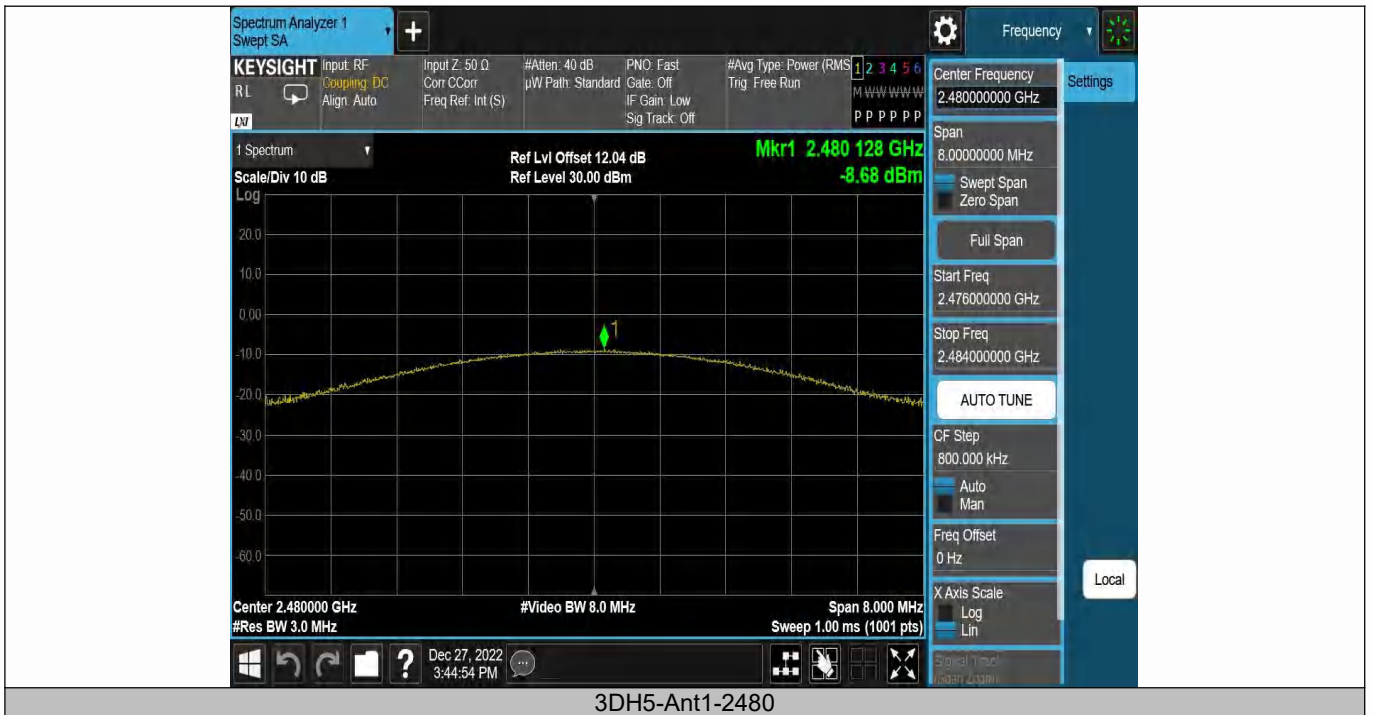 Spectrum Analyzer 1
Swept SA
+
Frequency
KEYSIGHT
RL
LXI
Input: RF
Coupling: DC
Align: Auto
Input Z: 50 Ω
Corr CCorr
Freq Ref: Int (S)
#Atten: 40 dB
µW Path: Standard
PNO: Fast
Gate: Off
IF Gain: Low
Sig Track: Off
#Avg Type: Power (RMS
Trig: Free Run
1 2 3 4 5 6
M W W W W W
P P P P P P
1 Spectrum
Scale/Div 10 dB
Log
Ref Lvl Offset 12.04 dB
Ref Level 30.00 dBm
Mkr1 2.480 128 GHz
-8.68 dBm
20.0
10.0
0.00
-10.0
-20.0
-30.0
-40.0
-50.0
-60.0
1
Center 2.480000 GHz
#Res BW 3.0 MHz
#Video BW 8.0 MHz
Span 8.000 MHz
Sweep 1.00 ms (1001 pts)
Dec 27, 2022
3:44:54 PM
?
Center Frequency
2.480000000 GHz
Settings
Span
8.00000000 MHz
Swept Span
Zero Span
Full Span
Start Freq
2.476000000 GHz
Stop Freq
2.484000000 GHz
AUTO TUNE
CF Step
800.000 kHz
Auto
Man
Freq Offset
0 Hz
X Axis Scale
Log
Lin
Local
Signal Track
(Span Zoom)
3DH5-Ant1-2480